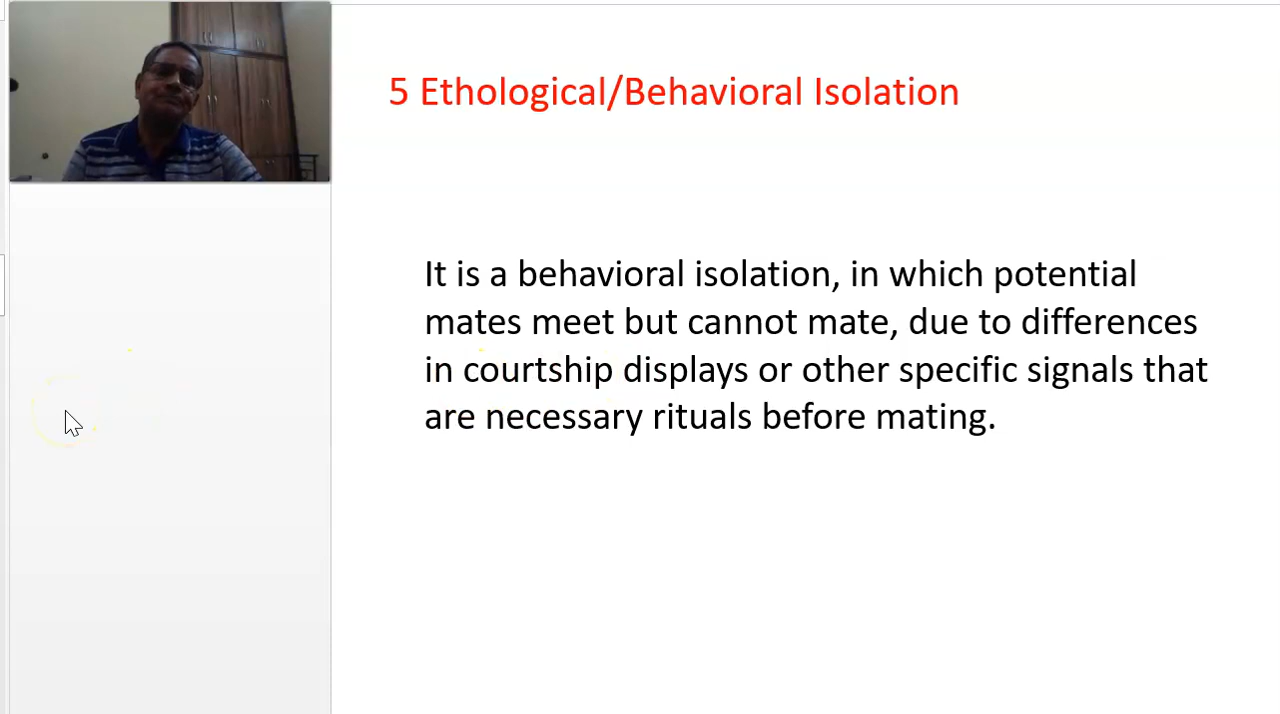 5 Ethological/Behavioral Isolation
It is a behavioral isolation, in which potential
mates meet but cannot mate, due to differences
in courtship displays or other specific signals that
are necessary rituals before mating.